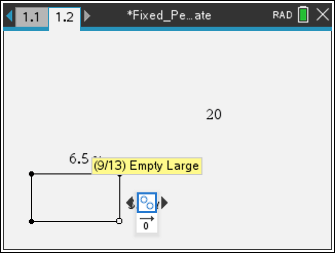 1.1 1.2 *Fixed_Pe...ate RAD
20
6.5
(9/13) Empty Large
0